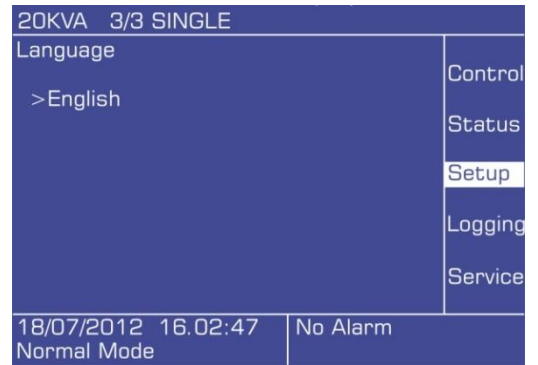 20KVA 3/3 SINGLE
Language
>English
Control
Status
Setup
Logging
Service
18/07/2012 16.02:47
Normal Mode
No Alarm